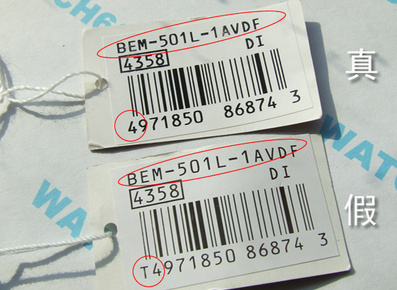 BEM-501L-1AVDF
4358 DI
4971850 86874 3
真
BEM-501L-1AVDF
4358 DI
T4971850 86874 3
假